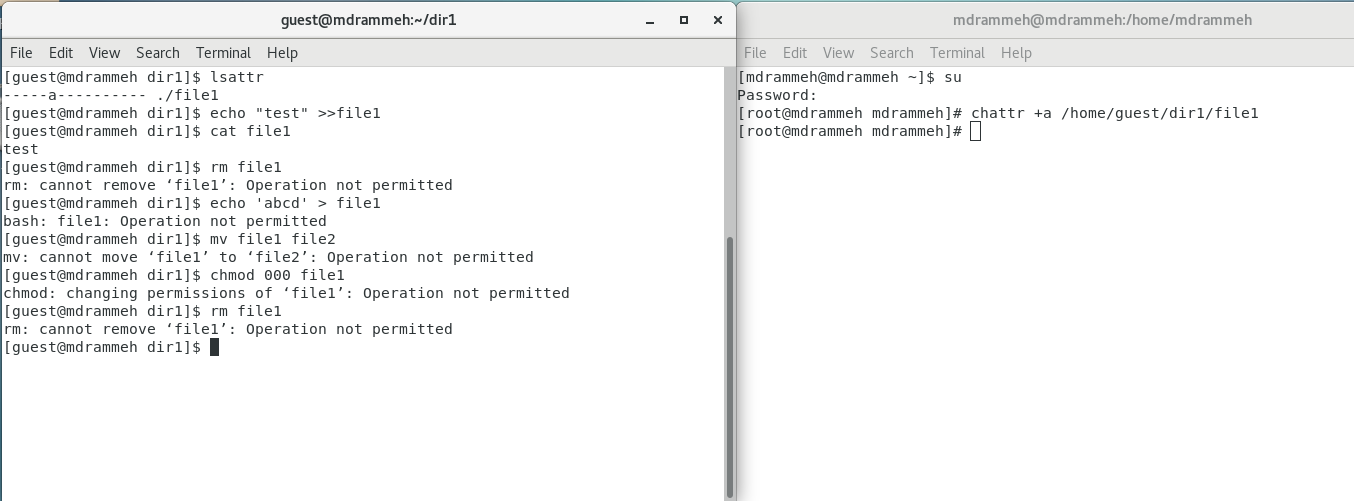 guest@mdrammeh:~/dir1
File Edit View Search Terminal Help
[guest@mdrammeh dir1]$ lsattr
-----a---------- ./file1
[guest@mdrammeh dir1]$ echo "test" >>file1
[guest@mdrammeh dir1]$ cat file1
test
[guest@mdrammeh dir1]$ rm file1
rm: cannot remove ‘file1’: Operation not permitted
[guest@mdrammeh dir1]$ echo 'abcd' > file1
bash: file1: Operation not permitted
[guest@mdrammeh dir1]$ mv file1 file2
mv: cannot move ‘file1’ to ‘file2’: Operation not permitted
[guest@mdrammeh dir1]$ chmod 000 file1
chmod: changing permissions of ‘file1’: Operation not permitted
[guest@mdrammeh dir1]$ rm file1
rm: cannot remove ‘file1’: Operation not permitted
[guest@mdrammeh dir1]$
mdrammeh@mdrammeh:/home/mdrammeh
File Edit View Search Terminal Help
[mdrammeh@mdrammeh ~]$ su
Password:
[root@mdrammeh mdrammeh]# chattr +a /home/guest/dir1/file1
[root@mdrammeh mdrammeh]#